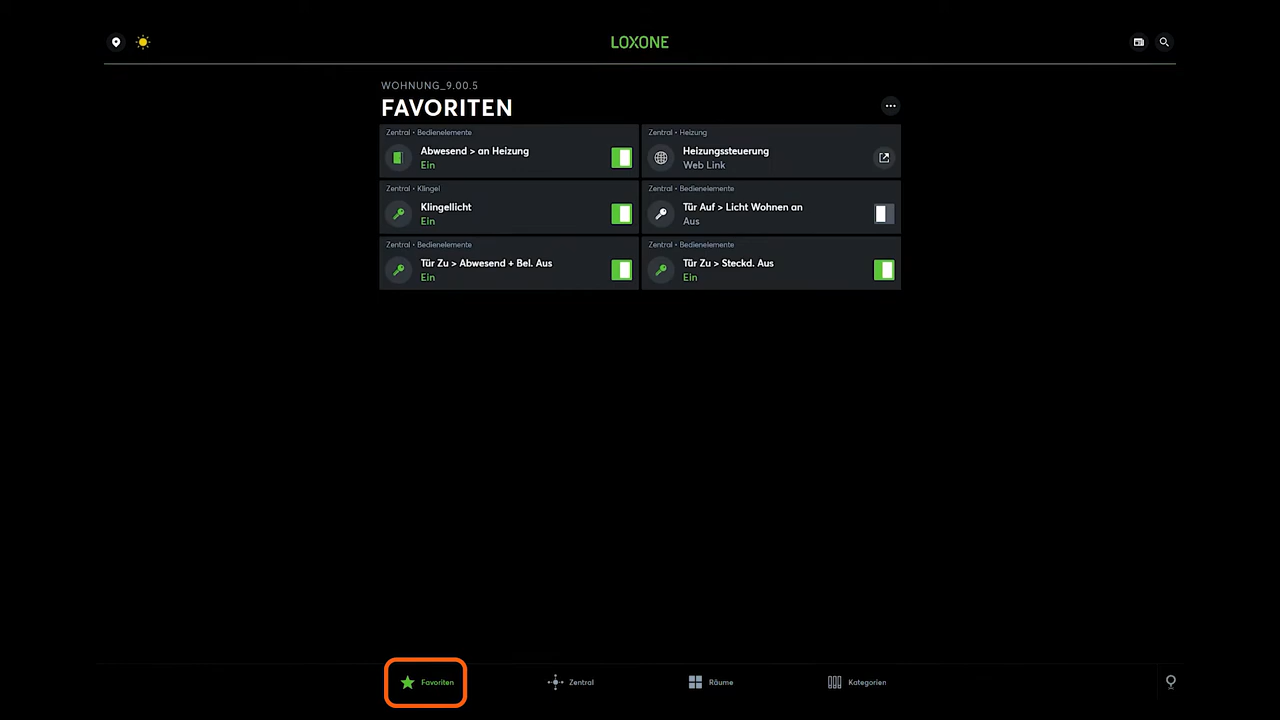 LOXONE
WOHNUNG_9.00.5
FAVORITEN
Zentral • Bedienelemente
Abwesend > an Heizung
Ein
Zentral • Heizung
Heizungssteuerung
Web Link
Zentral • Klingel
Klingellicht
Ein
Zentral • Bedienelemente
Tür Auf > Licht Wohnen an
Aus
Zentral • Bedienelemente
Tür Zu > Abwesend + Bel. Aus
Ein
Zentral • Bedienelemente
Tür Zu > Steckd. Aus
Ein
Favoriten
Zentral
Räume
Kategorien